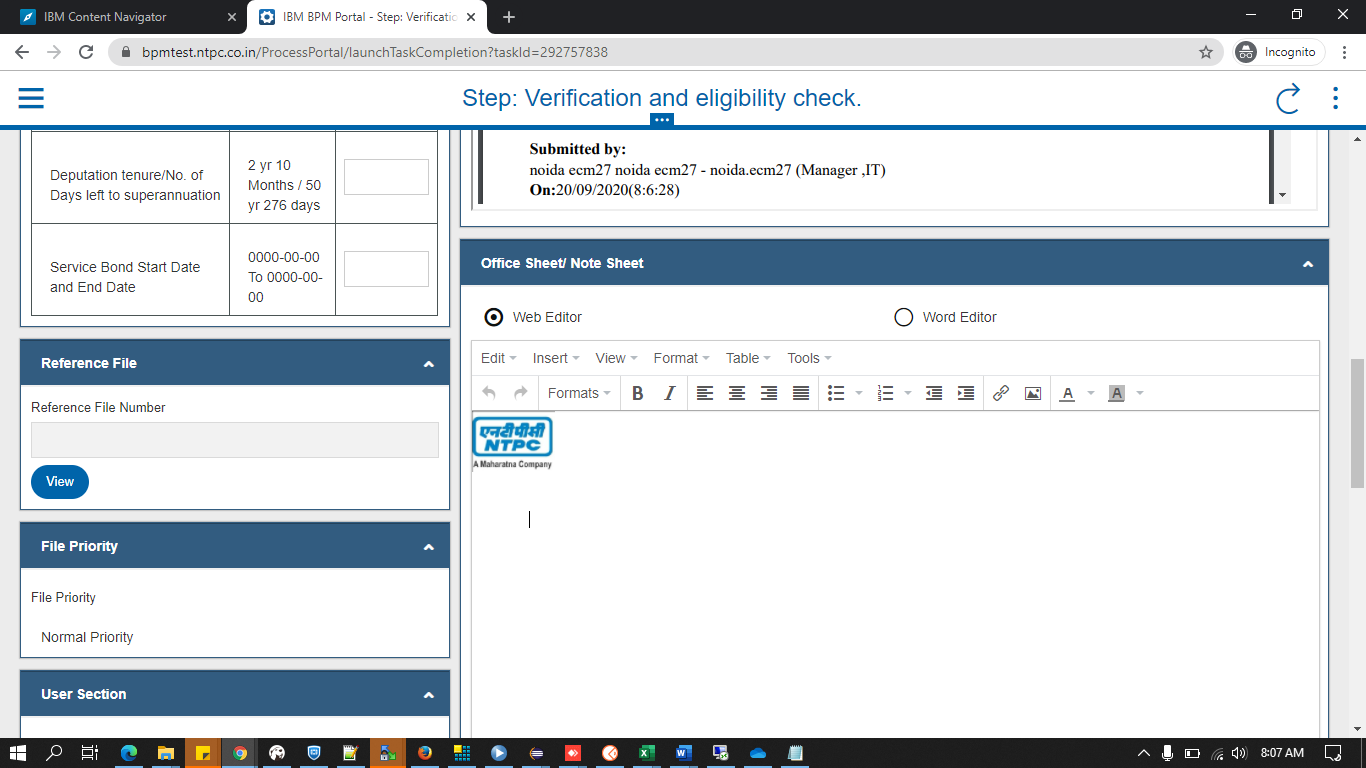 IBM Content Navigator
IBM BPM Portal - Step: Verificatic
bpmtest.ntpc.co.in/ProcessPortal/launchTaskCompletion?taskId=292757838
Incognito
Step: Verification and eligibility check.
Deputation tenure/No. of
Days left to superannuation
2 yr 10
Months / 50
yr 276 days
Service Bond Start Date
and End Date
0000-00-00
To 0000-00-
00
Reference File
Reference File Number
View
File Priority
File Priority
Normal Priority
User Section
Submitted by:
noida ecm27 noida ecm27 - noida.ecm27 (Manager ,IT)
On:20/09/2020(8:6:28)
Office Sheet/ Note Sheet
Web Editor
Word Editor
Edit Insert View Format Table Tools
Formats B I A A
एनटीपीसी
NTPC
A Maharatna Company
8:07 AM